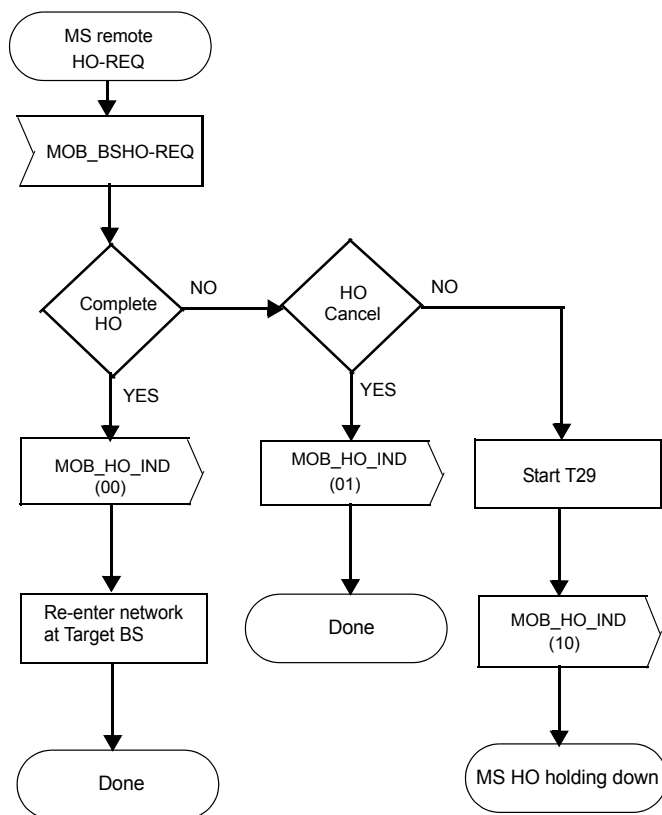 MS remote
HO-REQ
MOB_BSHO-REQ
Complete
HO
NO
HO
Cancel
NO
YES
YES
MOB_HO_IND
(00)
MOB_HO_IND
(01)
Start T29
Re-enter network
at Target BS
Done
MOB_HO_IND
(10)
Done
MS HO holding down